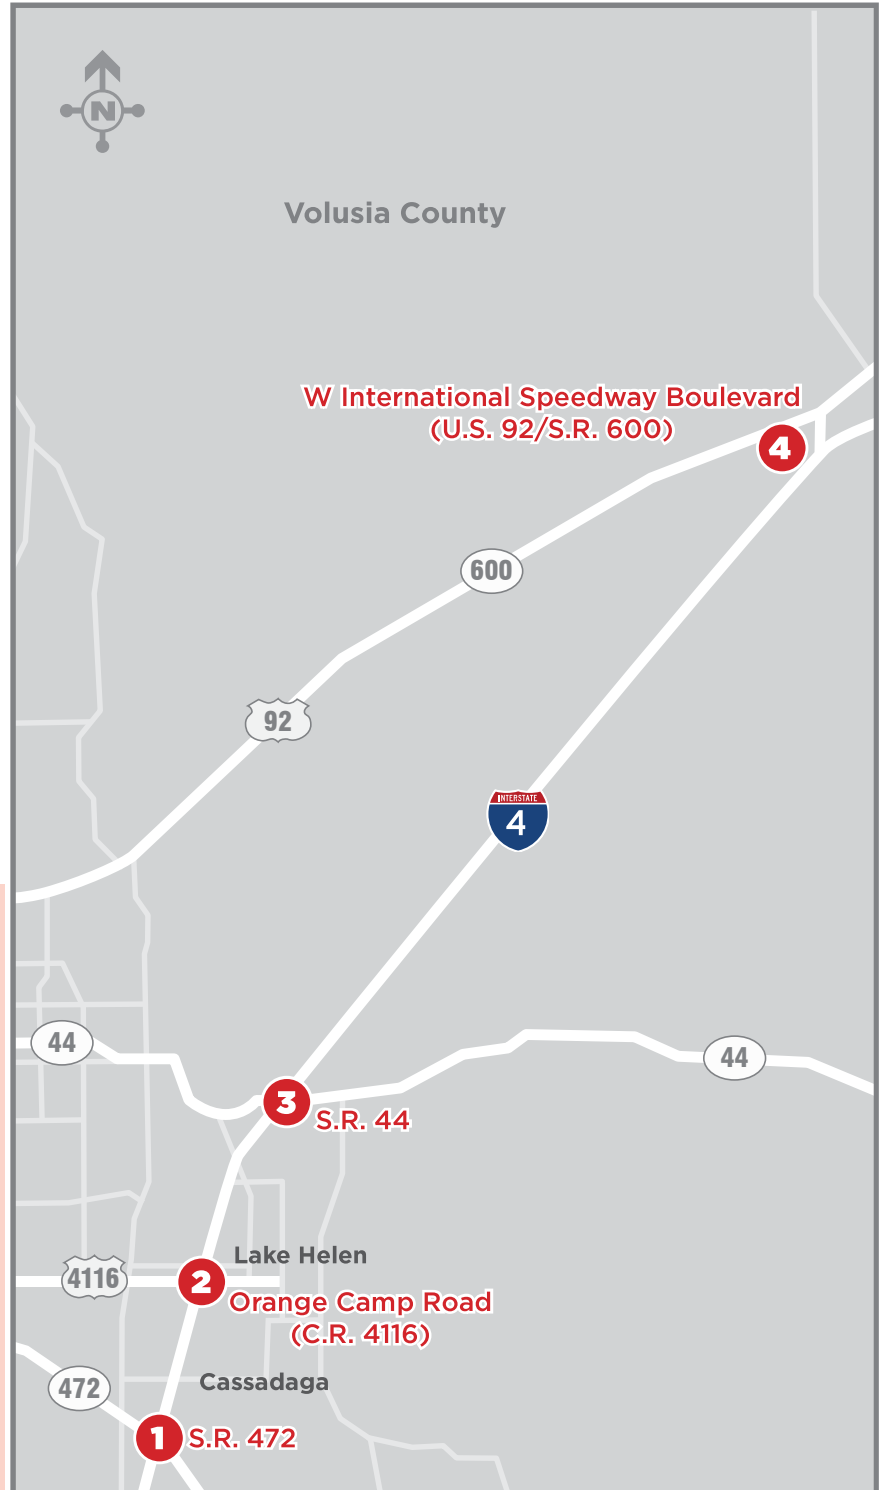 N
Volusia County
W International Speedway Boulevard
(U.S. 92/S.R. 600)
4
600
92
INTERSTATE
4
44
44
3
S.R. 44
Lake Helen
4116
2
Orange Camp Road
(C.R. 4116)
Cassadaga
472
1
S.R. 472